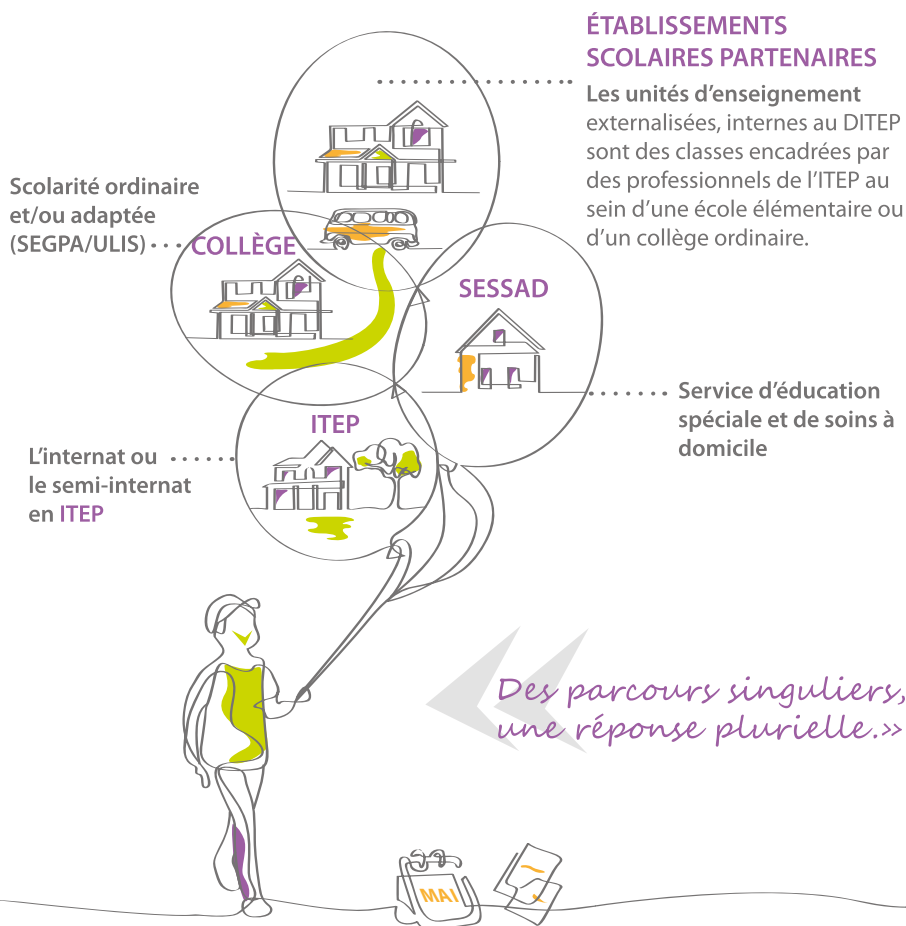 ÉTABLISSEMENTS
SCOLAIRES PARTENAIRES
Les unités d'enseignement
externalisées, internes au DITEP
sont des classes encadrées par
des professionnels de l'ITEP au
sein d'une école élémentaire ou
d'un collège ordinaire.
Scolarité ordinaire
et/ou adaptée
(SEGPA/ULIS)
COLLÈGE
SESSAD
Service d'éducation
spéciale et de soins à
domicile
ITEP
L'internat ou
le semi-internat
en ITEP
Des parcours singuliers,
une réponse plurielle.»
MAI